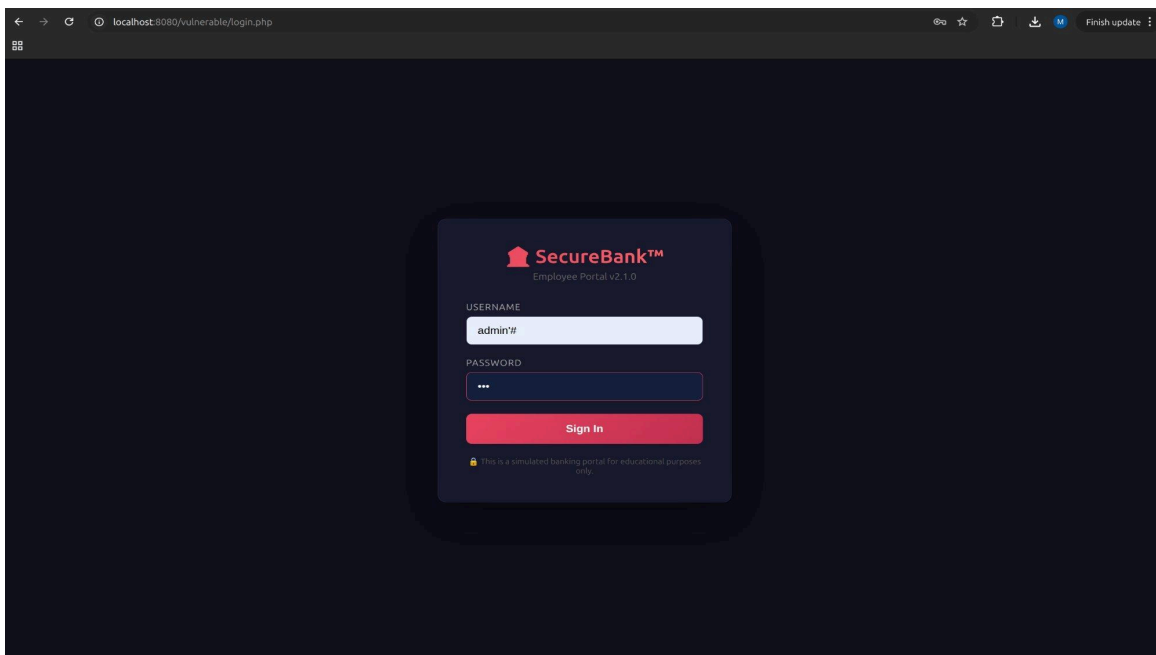 localhost:8080/vulnerable/login.php
M
Finish update
SecureBank™
Employee Portal v2.1.0
USERNAME
admin'#
PASSWORD
•••
Sign In
🔒 This is a simulated banking portal for educational purposes
only.